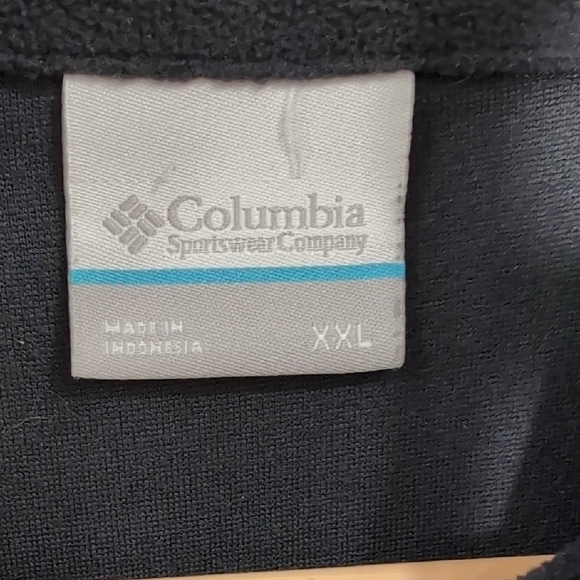 Columbia
Sportswear Company
MADE IN
INDONESIA
XXL